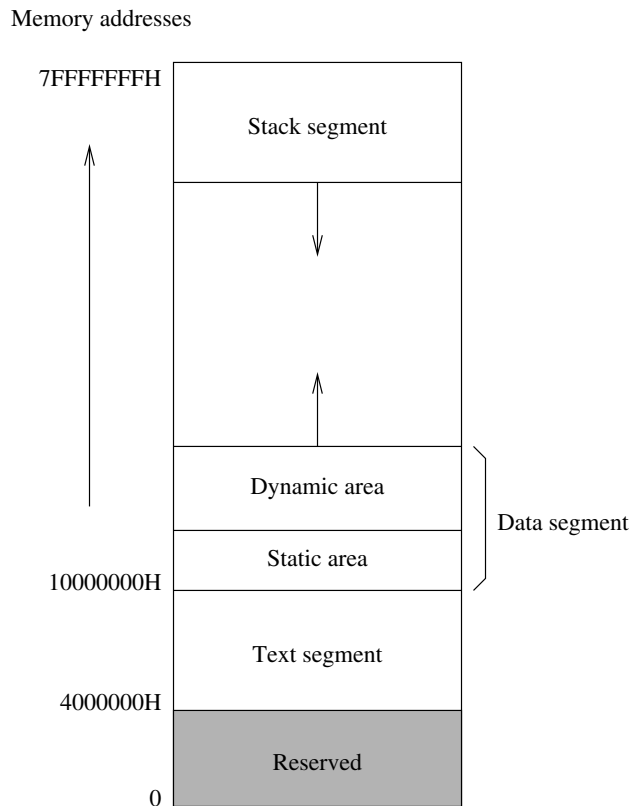 Memory addresses
7FFFFFFFH
Stack segment
Dynamic area
Data segment
Static area
10000000H
Text segment
4000000H
Reserved
0